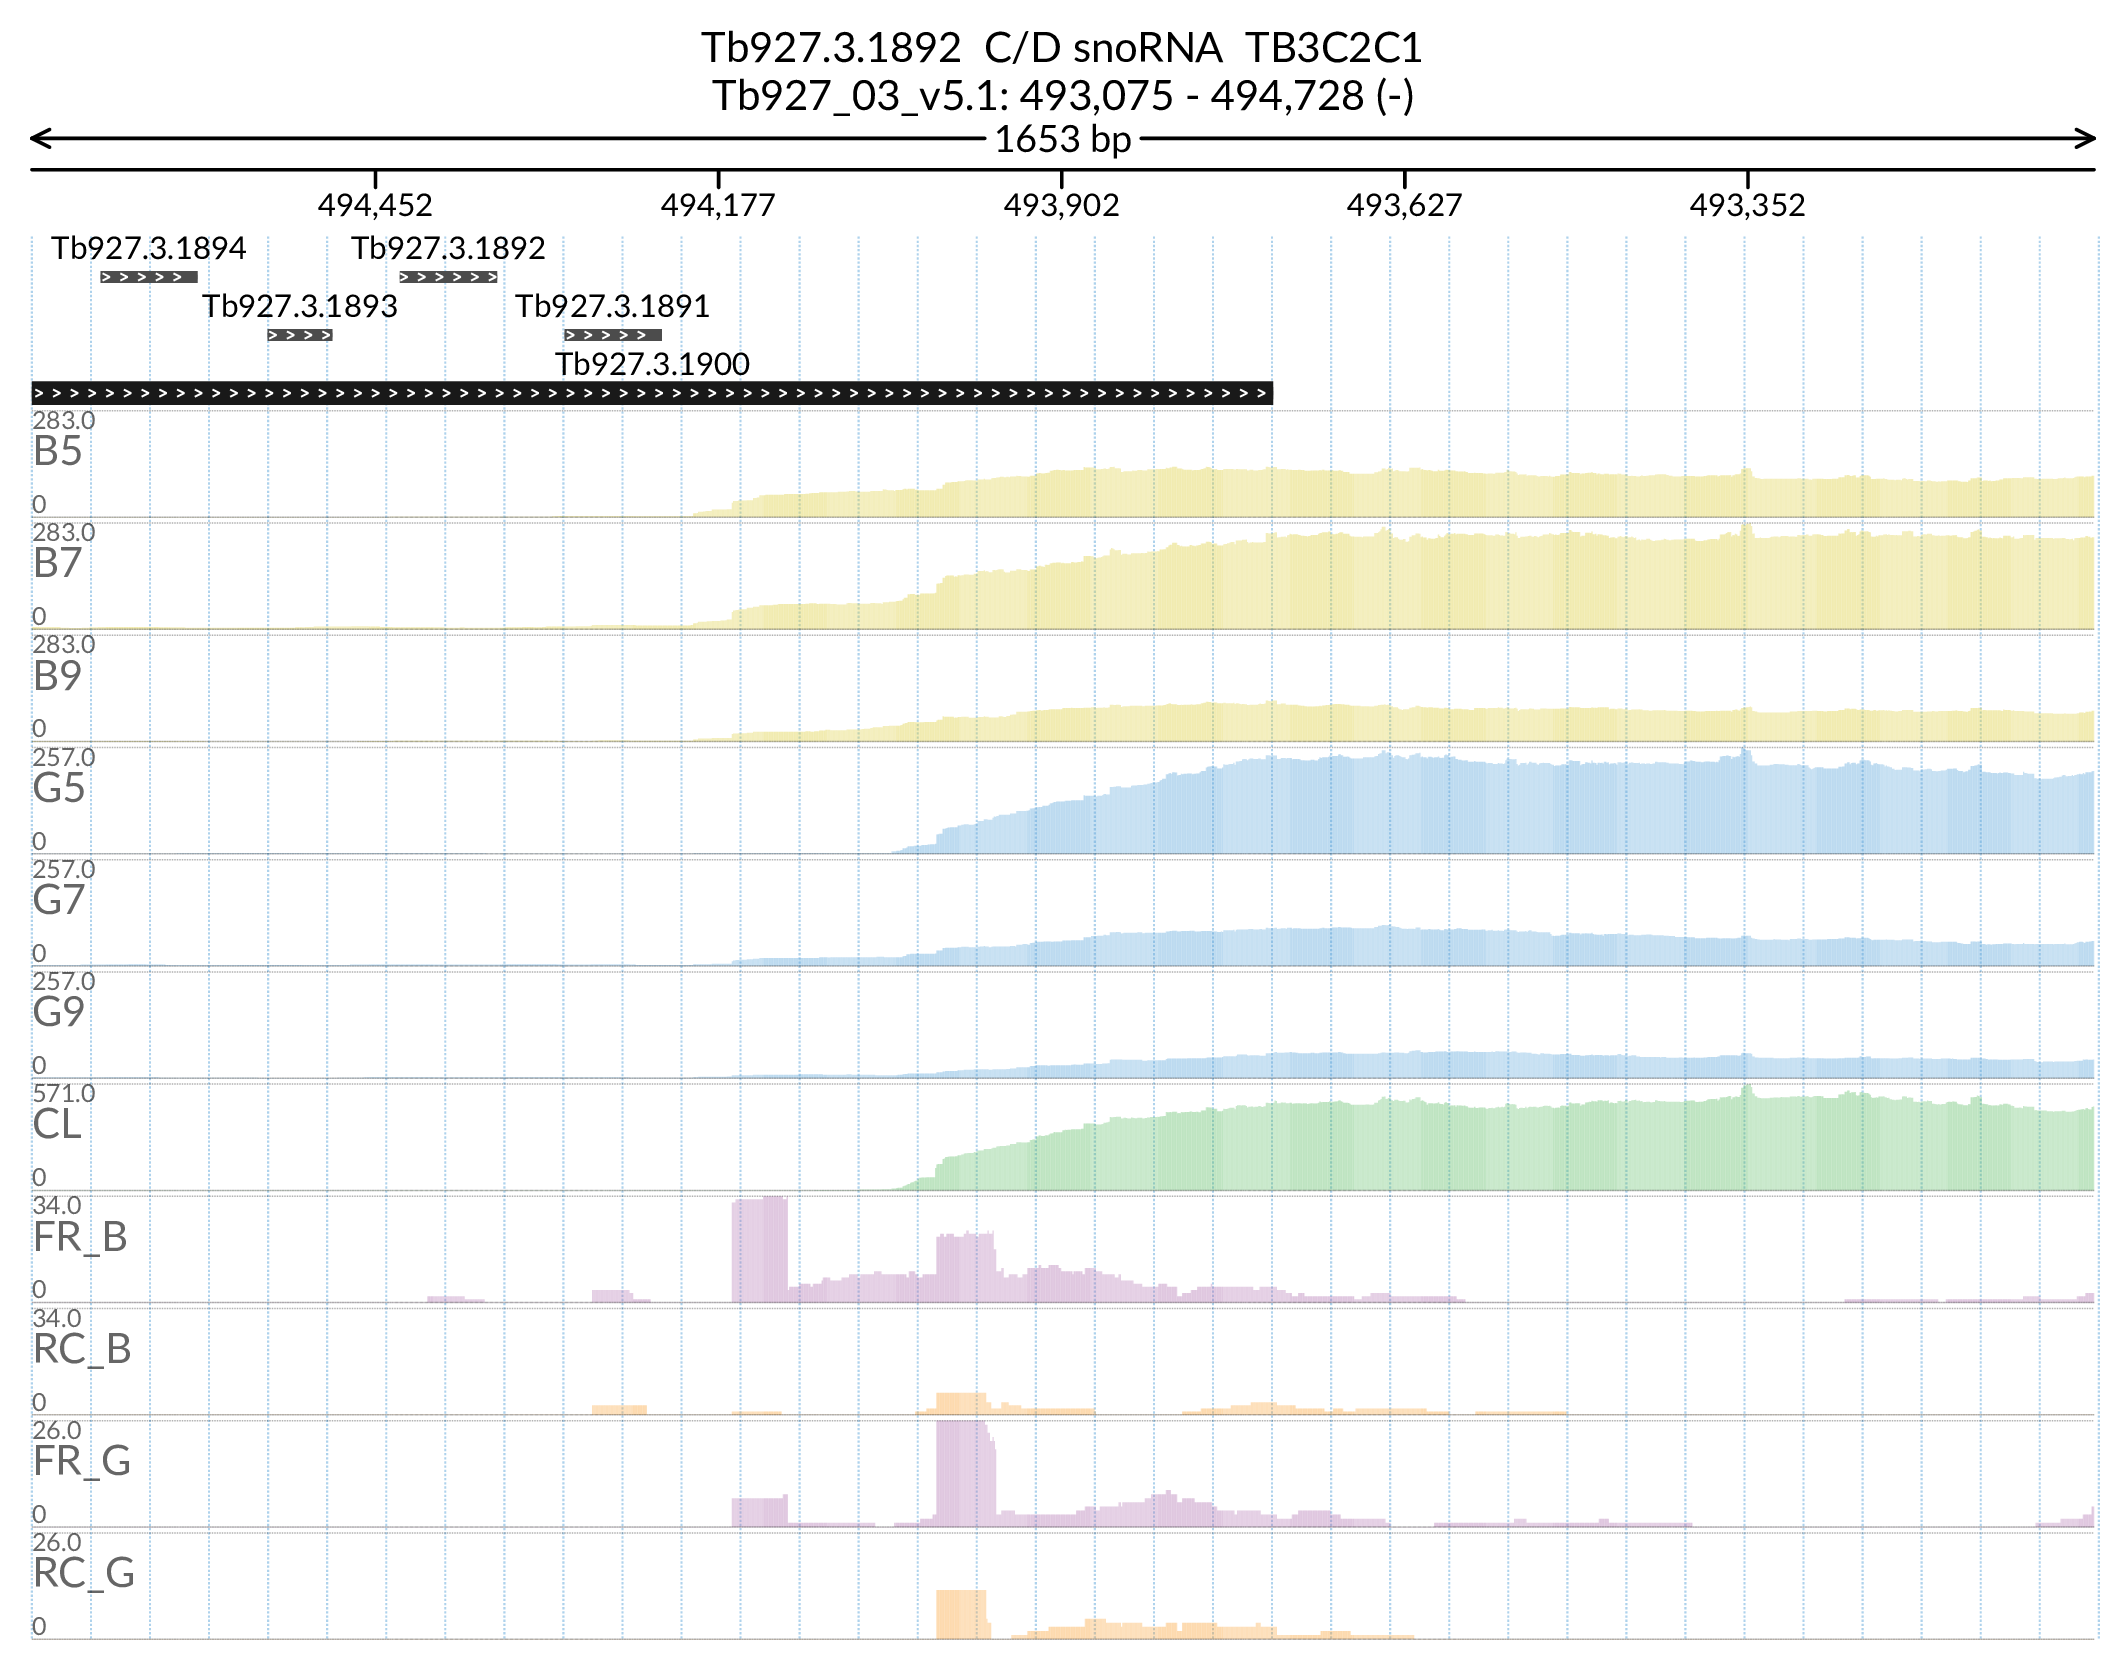 Tb927.3.1892 C/D snoRNA TB3C2C1
Tb927_03_v5.1: 493,075 - 494,728 (-)
1653 bp
494,452 494,177 493,902 493,627 493,352
Tb927.3.1894 Tb927.3.1892
Tb927.3.1893 Tb927.3.1891
Tb927.3.1900
283.0
B5
0
283.0
B7
0
283.0
B9
0
257.0
G5
0
257.0
G7
0
257.0
G9
0
571.0
CL
0
34.0
FR_B
0
34.0
RC_B
0
26.0
FR_G
0
26.0
RC_G
0